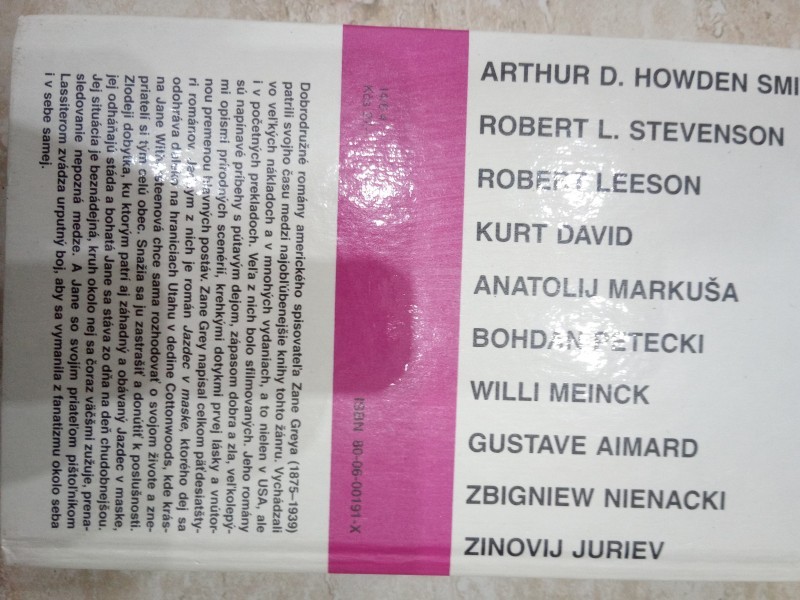 ARTHUR D. HOWDEN SMI
ROBERT L. STEVENSON
ROBERT LEESON
KURT DAVID
ANATOLIJ MARKUŠA
BOHDAN PETECKI
WILLI MEINCK
GUSTAVE AIMARD
ZBIGNIEW NIENACKI
ZINOVIJ JURIEV
Kčs
ISBN 80-06-00191-X
Dobrodružné romány amerického spisovateľa Zane Greya (1875–1939)
patrili svojho času medzi najobľúbenejšie knihy tohto žánru. Vychádzali
vo veľkých nákladoch a v mnohých vydaniach, a to nielen v USA, ale
i v početných prekladoch. Veľa z nich bolo sfilmovaných. Jeho romány
sú napínavé príbehy s pútavým dejom, zápasom dobra a zla, veľkolepý-
mi opismi prírodných scenérií, krehkými dotykmi prvej lásky a vnútor-
nou premenou hlavných postáv. Zane Grey napísal celkom päťdesiatšty-
ri románov. Jedným z nich je román Jazdec v maske, ktorého dej sa
odohráva ďaleko na hraniciach Utahu v dedine Cottonwoods, kde krás-
na Jane Withersteenová chce sama rozhodovať o svojom živote a zne-
priatelí si tým celú obec. Snažia sa ju zastrašiť a donútiť k poslušnosti.
Zlodeji dobytka, ku ktorým patrí aj záhadný a obávaný Jazdec v maske,
jej odháňajú stáda a bohatá Jane sa stáva zo dňa na deň chudobnejšou.
Jej situácia je beznádejná, kruh okolo nej sa čoraz väčšmi zužuje, prena-
sledovanie nepozná medze. A Jane so svojím priateľom pištoľníkom
Lassiterom zvádza urputný boj, aby sa vymanila z fanatizmu okolo seba
i v sebe samej.